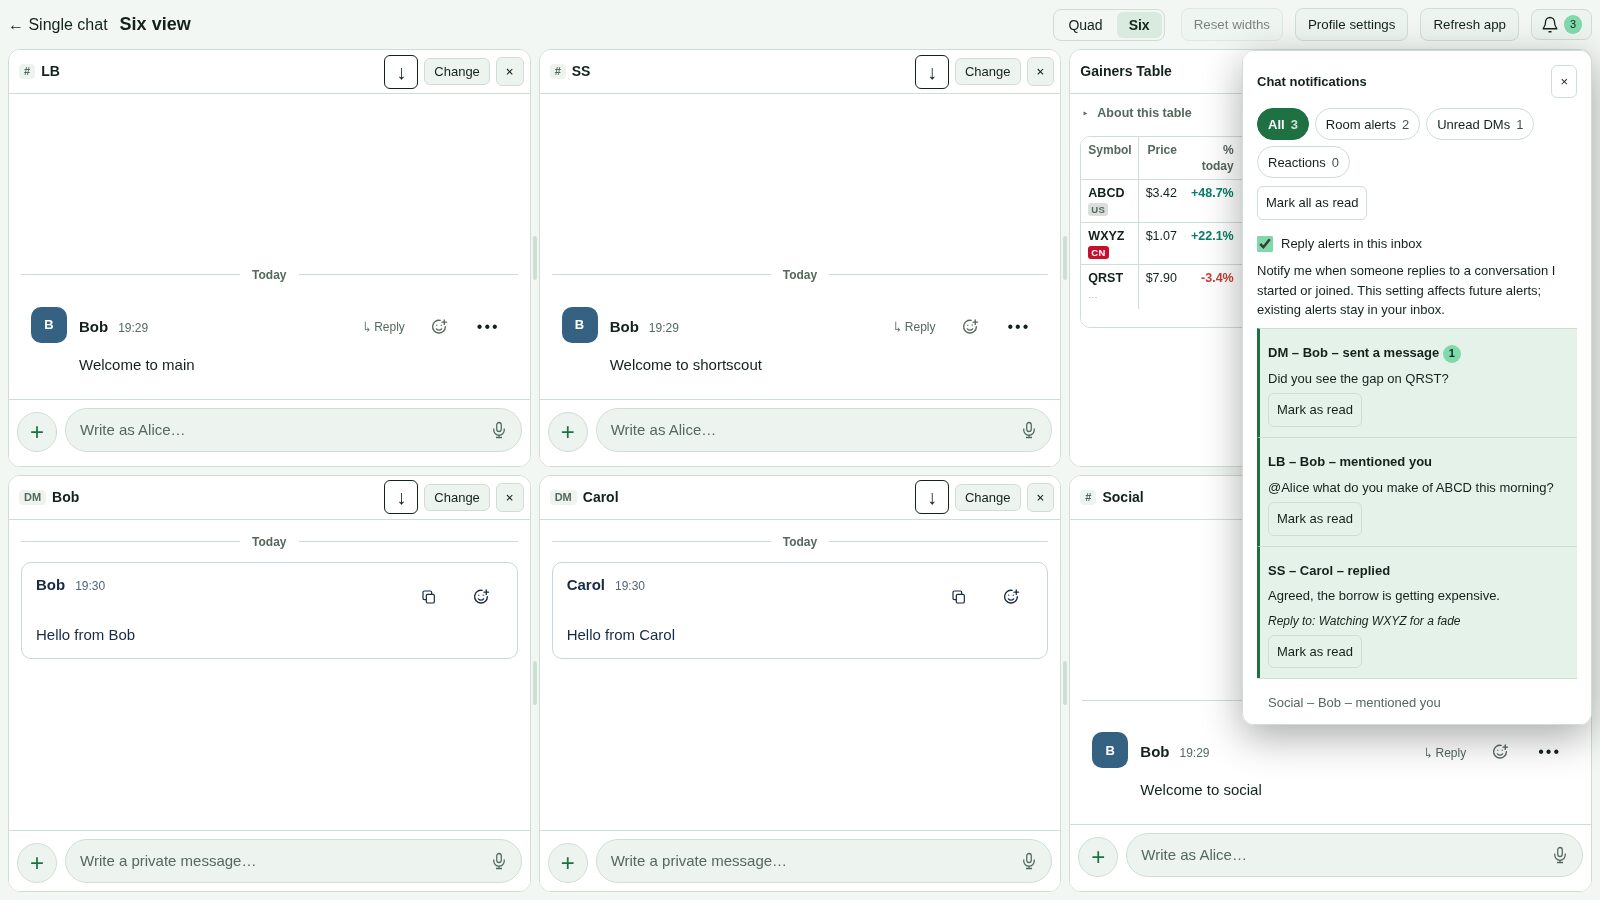 ← Single chat Six view Quad Six Reset widths Profile settings Refresh app 3
# LB ↓ Change ×
Today
B Bob 19:29 ↳ Reply •••
Welcome to main
+ Write as Alice…
# SS ↓ Change ×
Today
B Bob 19:29 ↳ Reply •••
Welcome to shortscout
+ Write as Alice…
Gainers Table
▸ About this table
Symbol Price % today
ABCD $3.42 +48.7%
US
WXYZ $1.07 +22.1%
CN
QRST $7.90 -3.4%
…
Chat notifications ×
All 3 Room alerts 2 Unread DMs 1
Reactions 0
Mark all as read
Reply alerts in this inbox
Notify me when someone replies to a conversation I
started or joined. This setting affects future alerts;
existing alerts stay in your inbox.
DM – Bob – sent a message 1
Did you see the gap on QRST?
Mark as read
LB – Bob – mentioned you
@Alice what do you make of ABCD this morning?
Mark as read
SS – Carol – replied
Agreed, the borrow is getting expensive.
Reply to: Watching WXYZ for a fade
Mark as read
Social – Bob – mentioned you
DM Bob ↓ Change ×
Today
Bob 19:30
Hello from Bob
+ Write a private message…
DM Carol ↓ Change ×
Today
Carol 19:30
Hello from Carol
+ Write a private message…
# Social
B Bob 19:29 ↳ Reply •••
Welcome to social
+ Write as Alice…